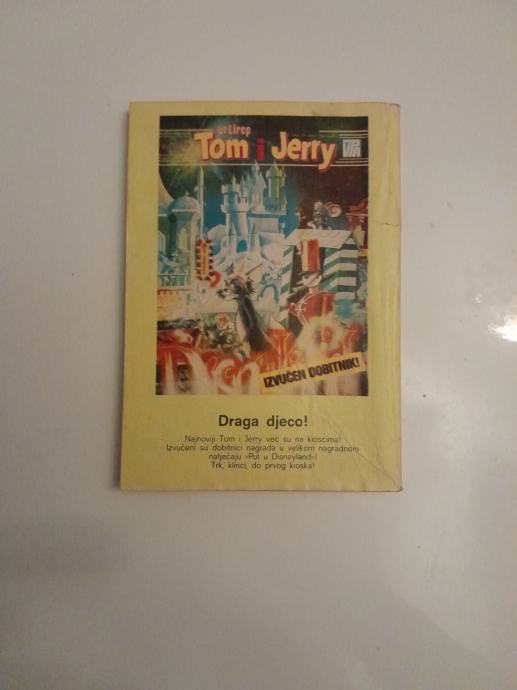 vrtirep
Tom i Jerry
IZVUČEN DOBITNIK!
Draga djeco!
Najnoviji Tom i Jerry već su na kioscima!
Izvučeni su dobitnici nagrada u velikom nagradnom
natječaju »Put u Disneyland«!
Trk, klinci, do prvog kioska!